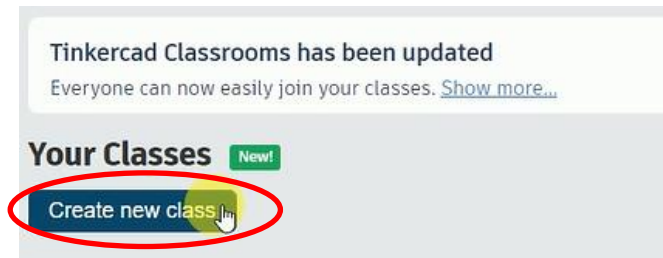 Tinkercad Classrooms has been updated
Everyone can now easily join your classes. Show more...
Your Classes New!
Create new class